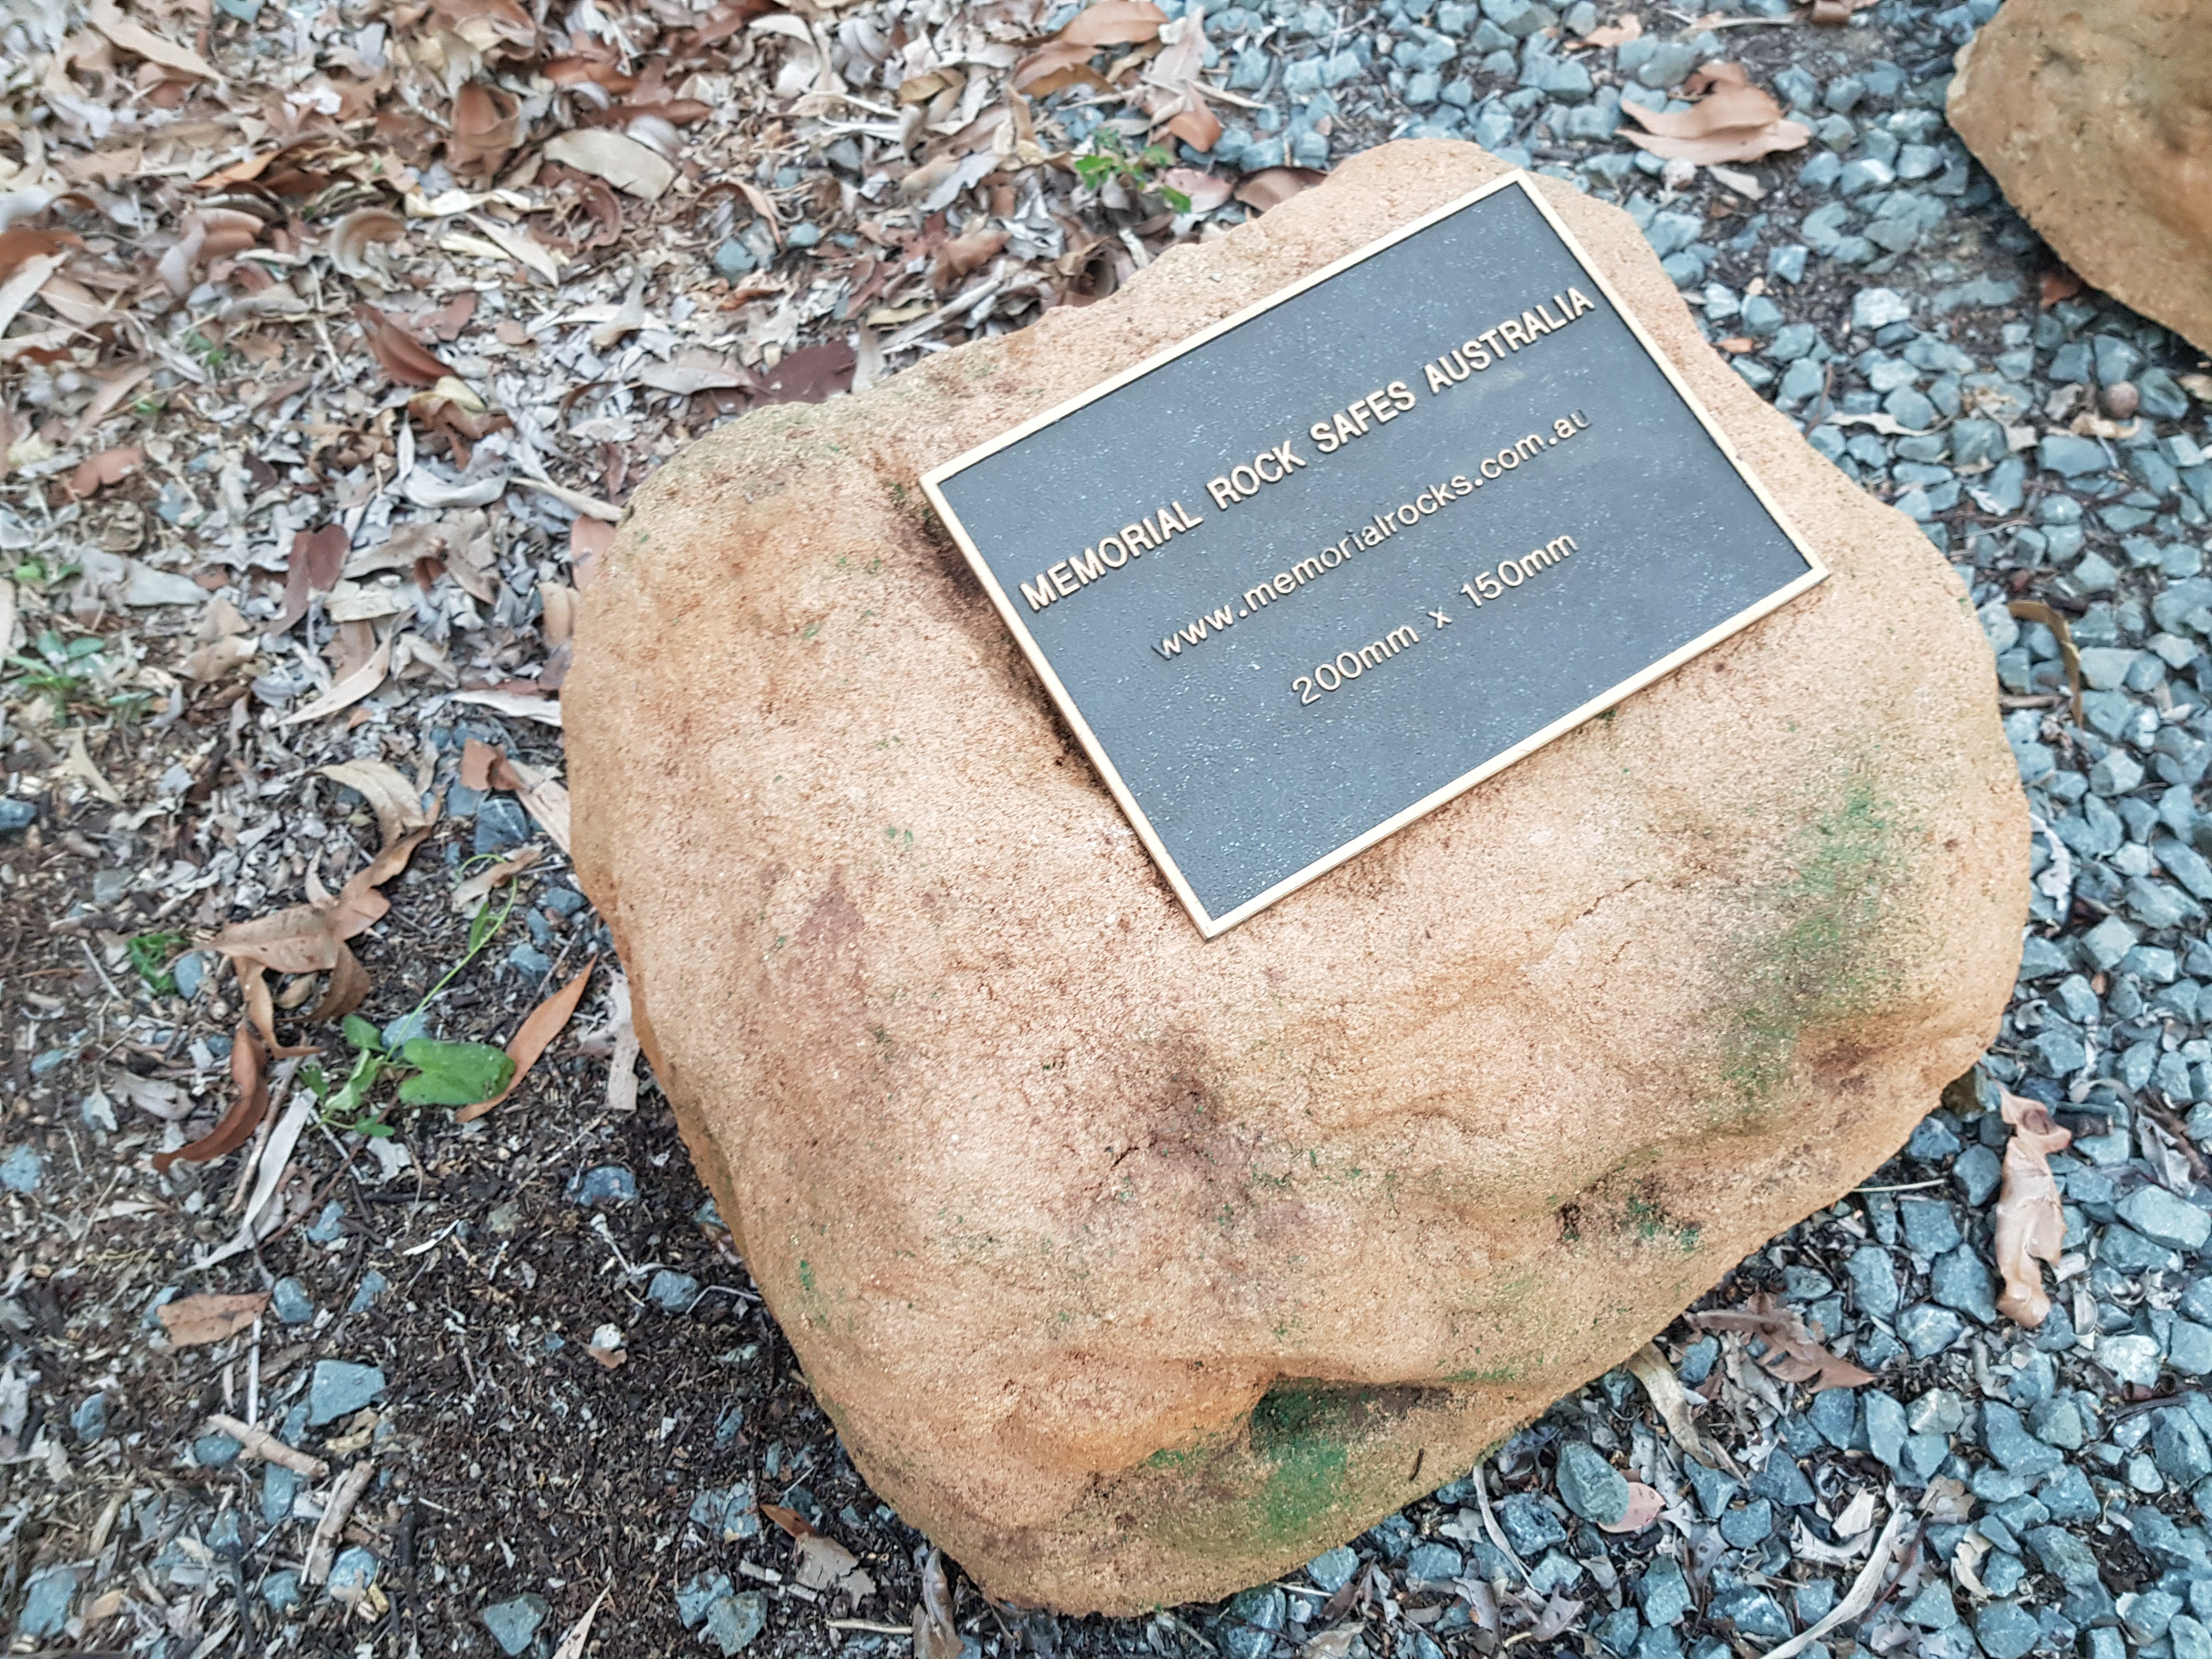 MEMORIAL ROCK SAFES AUSTRALIA
www.memorialrocks.com.au
200mm x 150mm